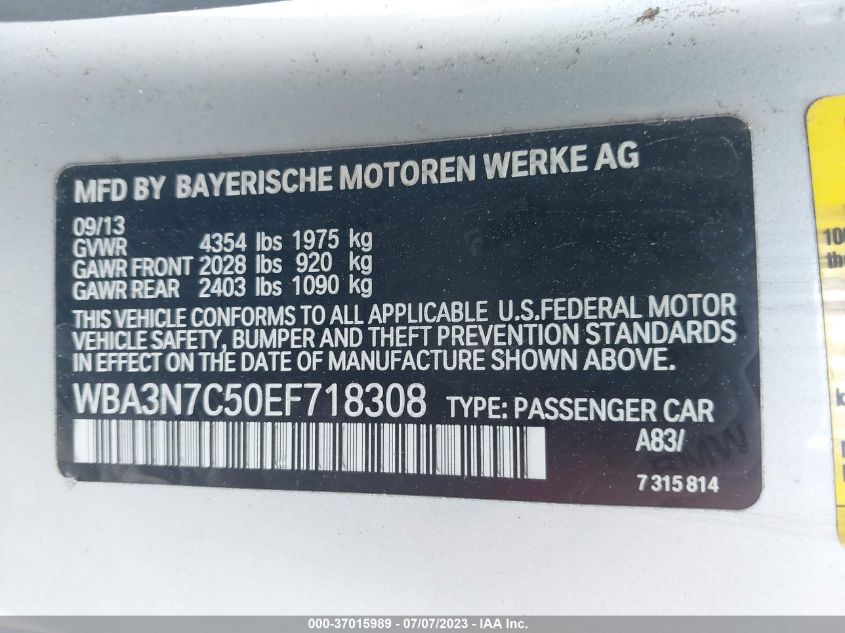 MFD BY BAYERISCHE MOTOREN WERKE AG
09/13
GVWR 4354 lbs 1975 kg
GAWR FRONT 2028 lbs 920 kg
GAWR REAR 2403 lbs 1090 kg
THIS VEHICLE CONFORMS TO ALL APPLICABLE U.S.FEDERAL MOTOR
VEHICLE SAFETY, BUMPER AND THEFT PREVENTION STANDARDS
IN EFFECT ON THE DATE OF MANUFACTURE SHOWN ABOVE.
WBA3N7C50EF718308 TYPE: PASSENGER CAR
A83/
BMW
7 315 814
000-37015989 - 07/07/2023 - A Division of IAA Inc.